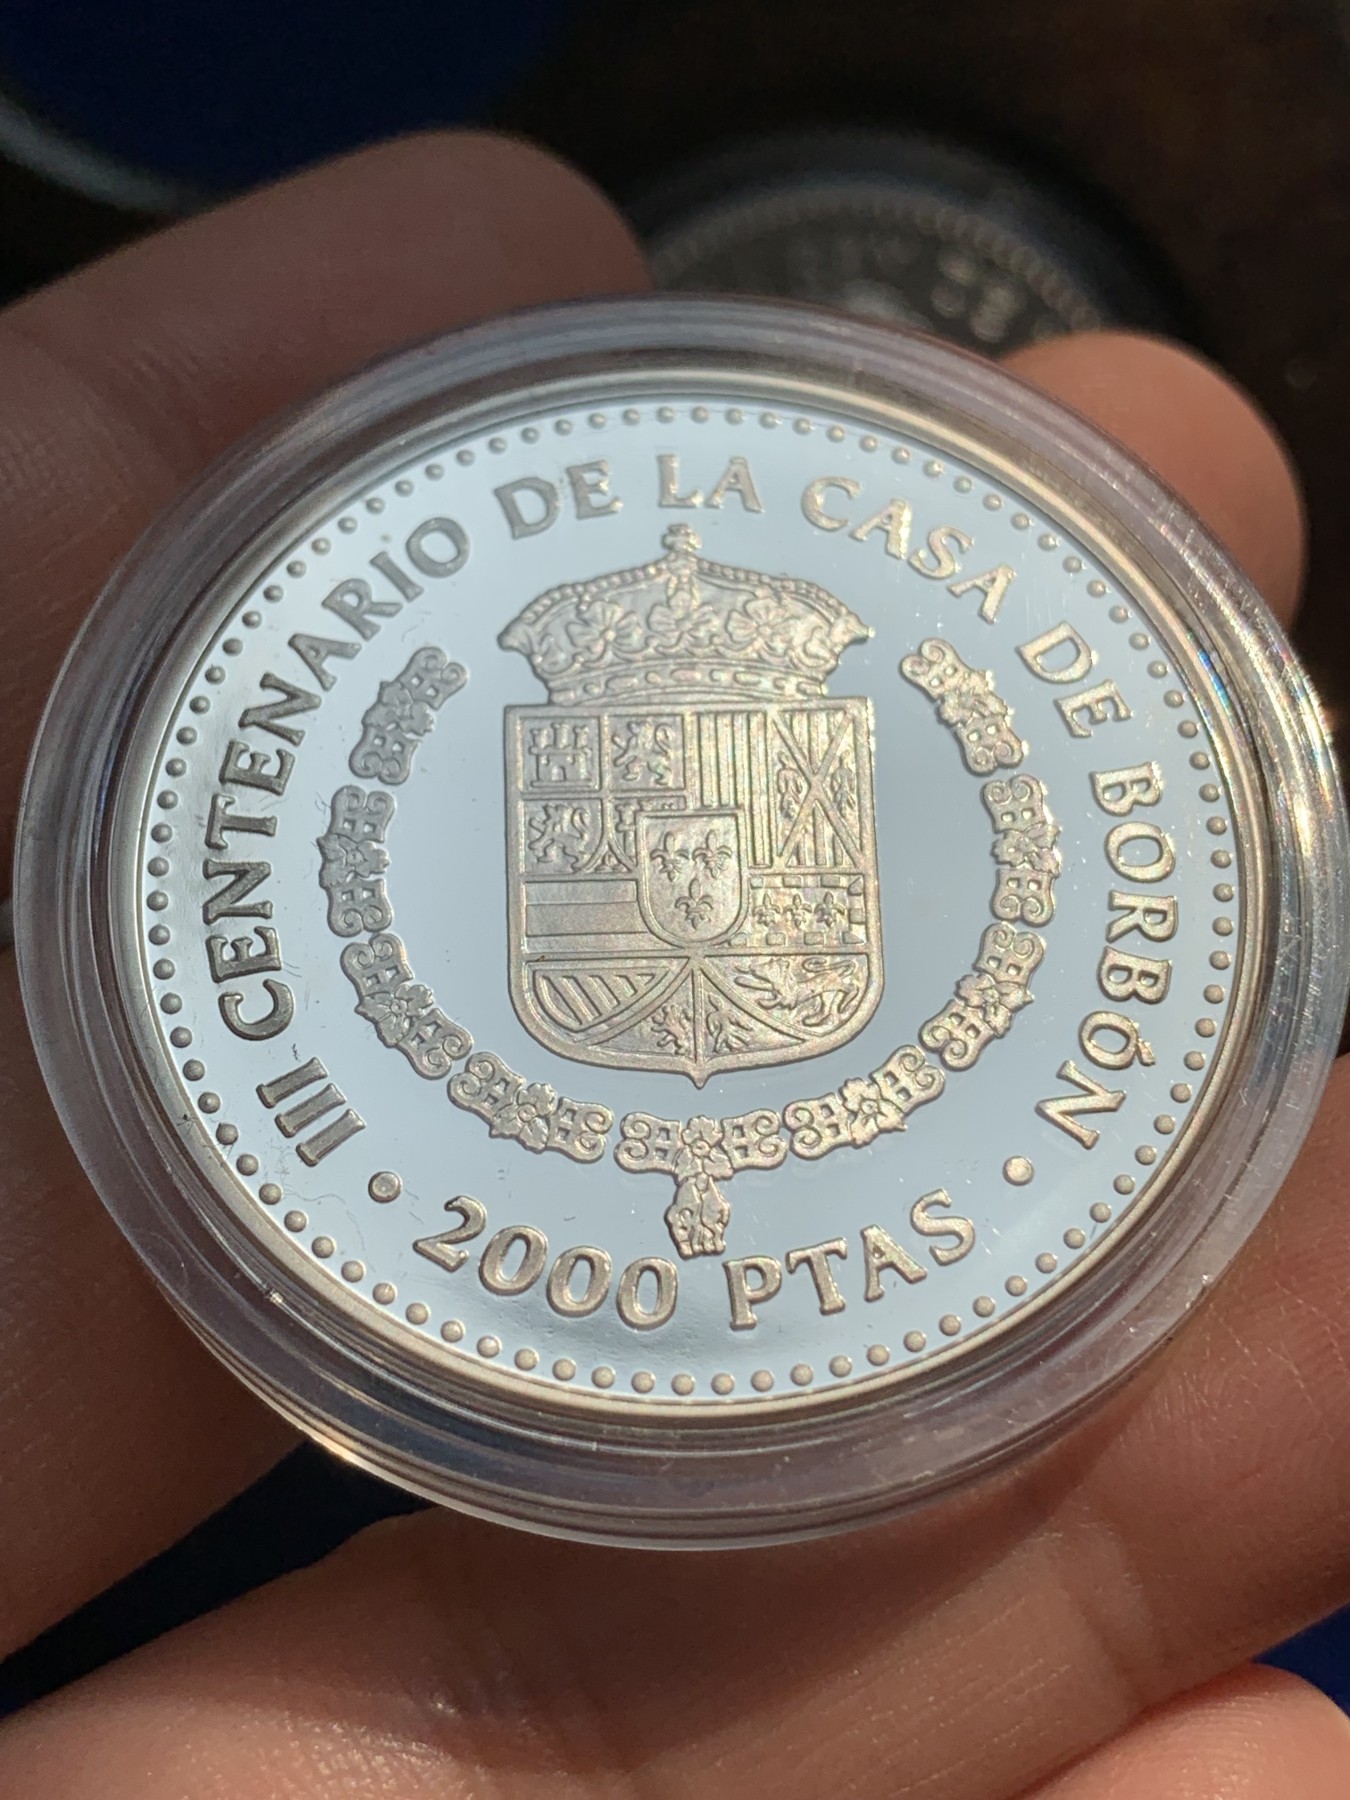 III CENTENARIO DE LA CASA DE BORBÓN
• 2000 PTAS •